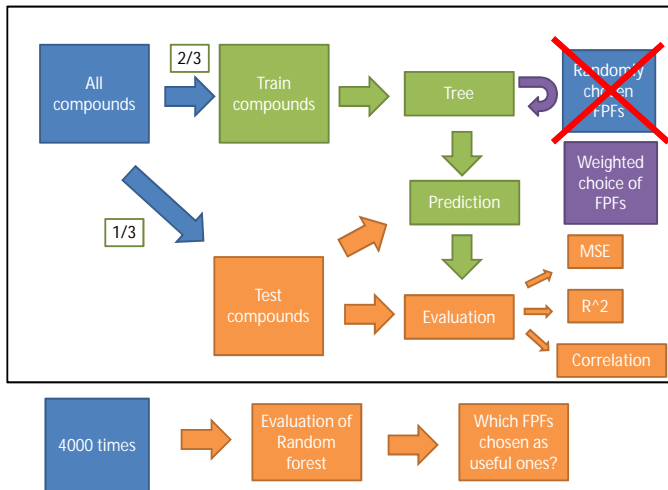 All
compounds
2/3
Train
compounds
Tree
Randomly
chosen
FPFs
Weighted
choice of
FPFs
Prediction
1/3
Test
compounds
Evaluation
MSE
R^2
Correlation
4000 times
Evaluation of
Random
forest
Which FPFs
chosen as
useful ones?